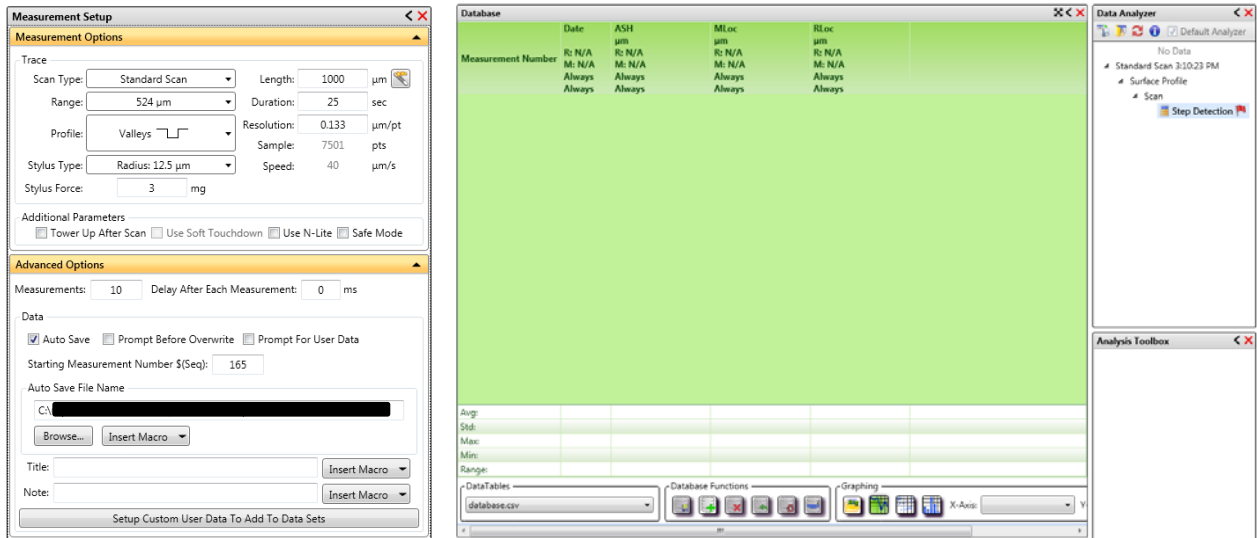 Measurement Setup
Measurement Options
Trace
Scan Type: Standard Scan Length: 1000 µm
Range: 524 µm Duration: 25 sec
Profile: Valleys Resolution: 0.133 µm/pt
Sample: 7501 pts
Stylus Type: Radius: 12.5 µm Speed: 40 µm/s
Stylus Force: 3 mg
Additional Parameters
Tower Up After Scan Use Soft Touchdown Use N-Lite Safe Mode
Advanced Options
Measurements: 10 Delay After Each Measurement: 0 ms
Data
Auto Save Prompt Before Overwrite Prompt For User Data
Starting Measurement Number $(Seq): 165
Auto Save File Name
C:\
Browse... Insert Macro
Title: Insert Macro
Note: Insert Macro
Setup Custom User Data To Add To Data Sets
Database
Date ASH MLoc RLoc
µm µm µm
Measurement Number R: N/A R: N/A R: N/A R: N/A
M: N/A M: N/A M: N/A M: N/A
Always Always Always Always
Always Always Always Always
Avg:
Std:
Max:
Min:
Range:
DataTables Database Functions Graphing
database.csv X-Axis: Y
Data Analyzer
Default Analyzer
No Data
Standard Scan 3:10:23 PM
Surface Profile
Scan
Step Detection
Analysis Toolbox